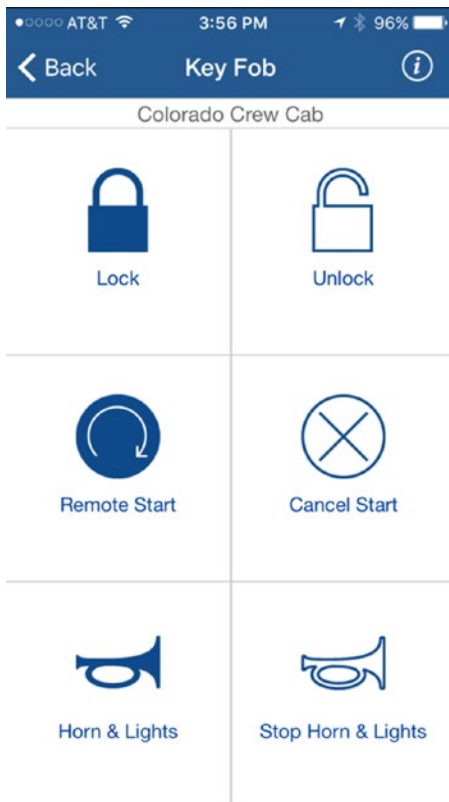 AT&T 3:56 PM 96%
Back Key Fob i
Colorado Crew Cab
Lock Unlock
Remote Start Cancel Start
Horn & Lights Stop Horn & Lights